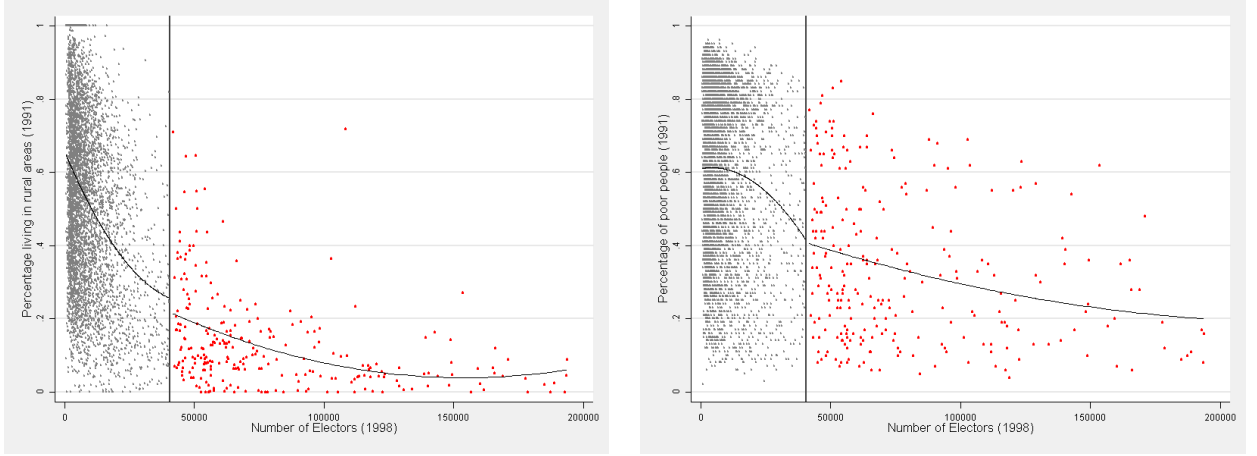 Percentage living in rural areas (1991)
1
.8
.6
.4
.2
0
0 50000 100000 150000 200000
Number of Electors (1998)
Percentage of poor people (1991)
1
.8
.6
.4
.2
0
0 50000 100000 150000 200000
Number of Electors (1998)